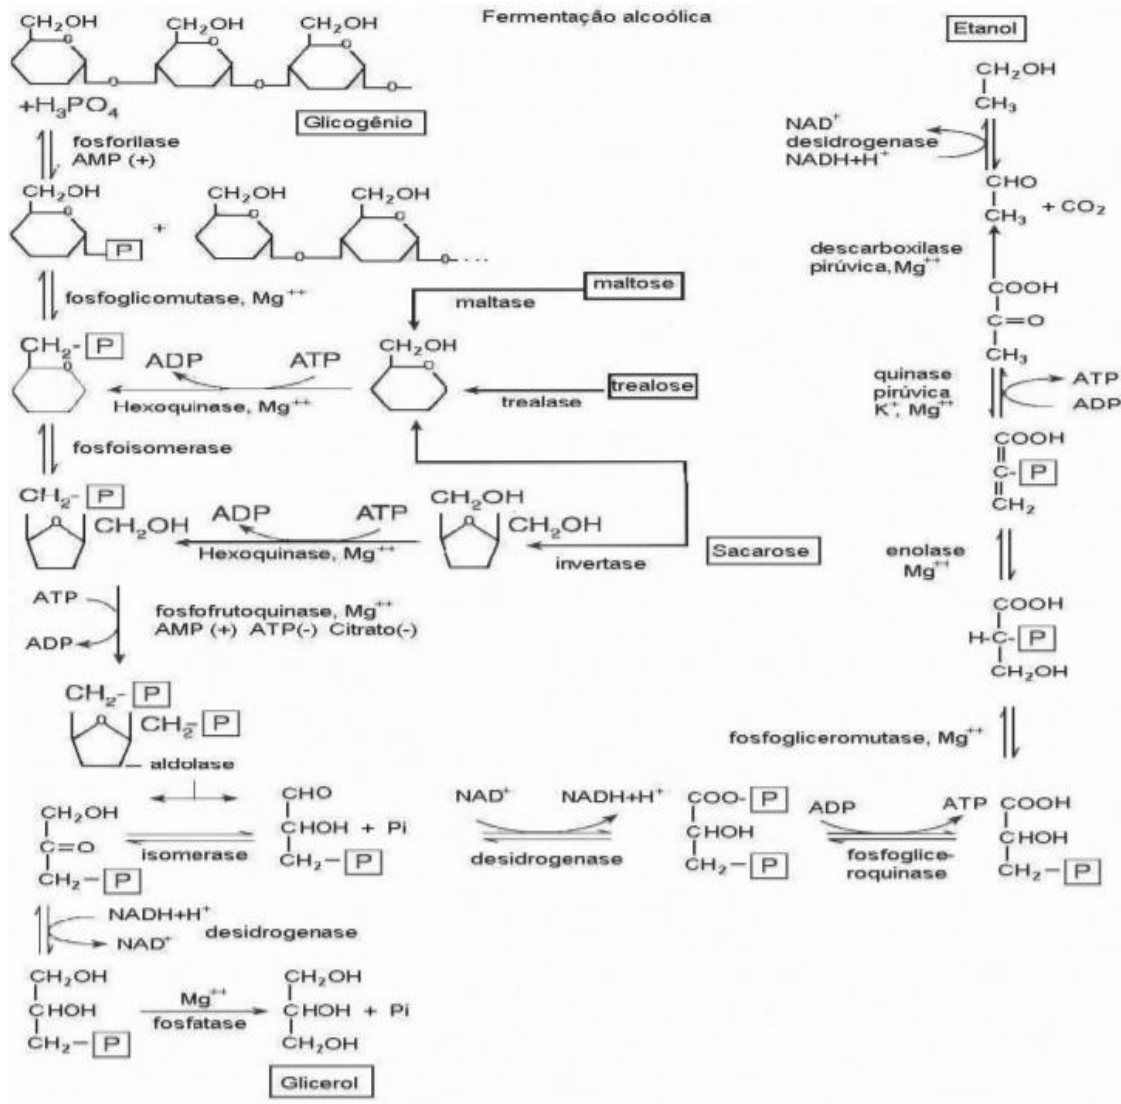 Fermentação alcoólica
CH₂OH CH₂OH CH₂OH
O O O
O O O
+H₃PO₄
Glicogênio
fosforilase
AMP (+)
CH₂OH
O
P
+
CH₂OH CH₂OH
O O
O O....
fosfoglicomutase, Mg⁺⁺
maltase
maltose
CH₂- P
O
ADP ATP
Hexoquinase, Mg⁺⁺
CH₂OH
O
trealase
trealose
fosfoisomerase
CH₂- P
O CH₂OH
ADP ATP
Hexoquinase, Mg⁺⁺
CH₂OH
O CH₂OH
invertase
Sacarose
ATP
ADP
fosfofrutoquinase, Mg⁺⁺
AMP (+) ATP(-) Citrato(-)
CH₂- P
O CH₂- P
aldolase
CH₂OH
C=O
CH₂- P
isomerase
CHO
CHOH + Pi
CH₂- P
NADH+H⁺
NAD⁺
desidrogenase
CH₂OH
CHOH
CH₂- P
Mg⁺⁺
fosfatase
CH₂OH
CHOH + Pi
CH₂OH
Glicerol
NAD⁺ NADH+H⁺
desidrogenase
COO- P
CHOH
CH₂- P
ADP ATP
fosfoglice-
roquinase
COOH
CHOH
CH₂- P
fosfogliceromutase, Mg⁺⁺
COOH
H-C- P
CH₂OH
enolase
Mg⁺⁺
COOH
C- P
CH₂
quinase
pirúvica
K⁺, Mg⁺⁺
ATP
ADP
COOH
C=O
CH₃
descarboxilase
pirúvica, Mg⁺⁺
CHO
CH₃ + CO₂
NAD⁺
desidrogenase
NADH+H⁺
CH₂OH
CH₃
Etanol